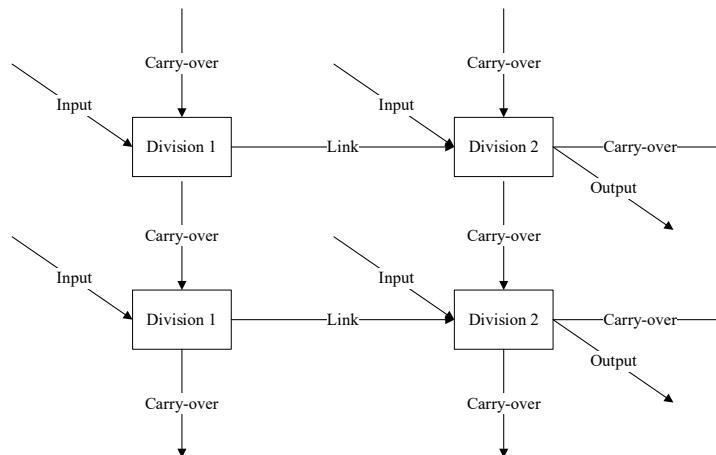 Carry-over
Carry-over
Input
Input
Division 1
Link
Division 2
Carry-over
Output
Carry-over
Carry-over
Input
Input
Division 1
Link
Division 2
Carry-over
Output
Carry-over
Carry-over